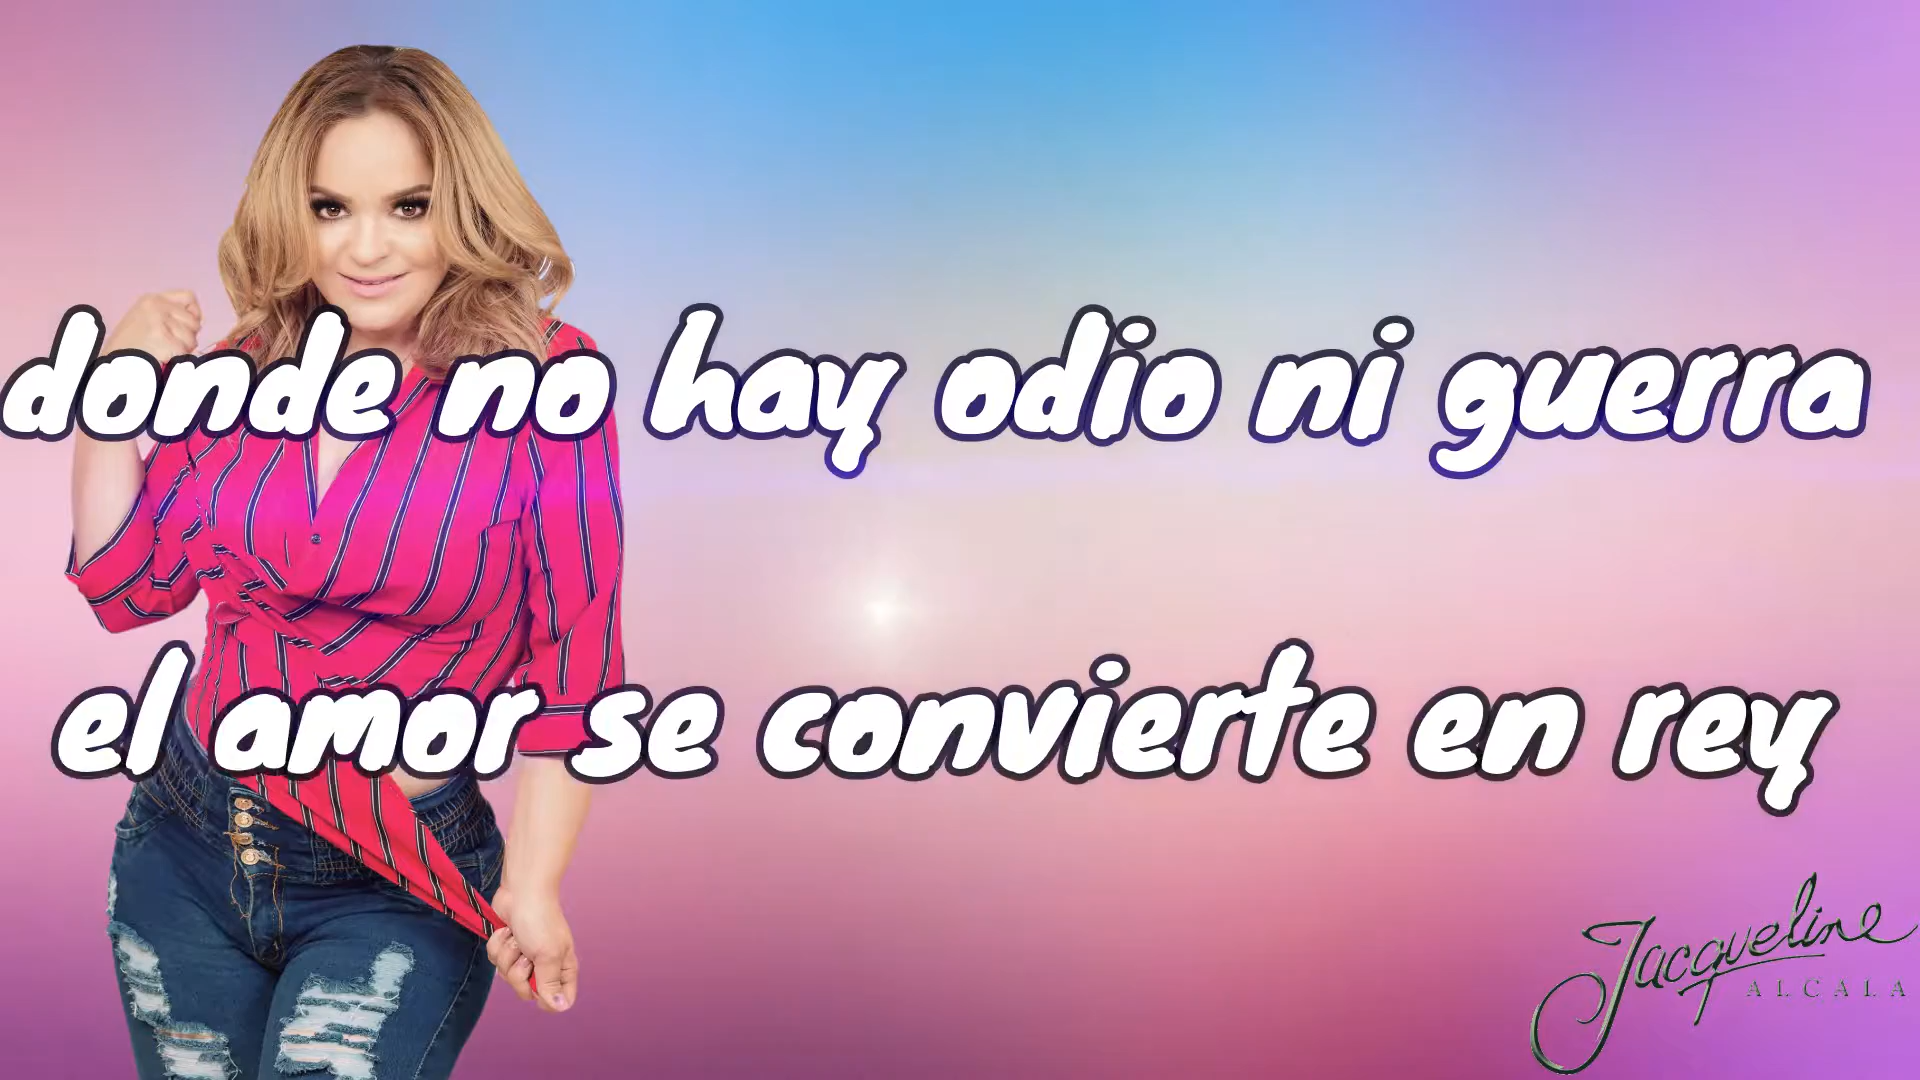 donde no hay odio ni guerra
el amor se convierte en rey
Jacqueline
ALCALA